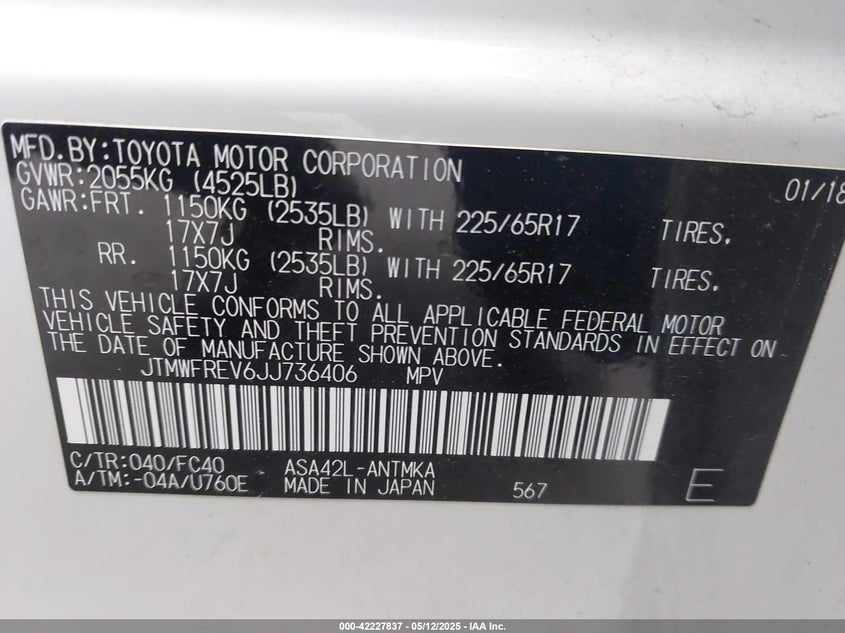 MFD.BY:TOYOTA MOTOR CORPORATION 01/18
GVWR:2055KG (4525LB)
GAWR:FRT. 1150KG (2535LB) WITH 225/65R17 TIRES,
17X7J RIMS.
RR. 1150KG (2535LB) WITH 225/65R17 TIRES,
17X7J RIMS.
THIS VEHICLE CONFORMS TO ALL APPLICABLE FEDERAL MOTOR
VEHICLE SAFETY AND THEFT PREVENTION STANDARDS IN EFFECT ON
THE DATE OF MANUFACTURE SHOWN ABOVE.
JTMWFREV6JJ736406 MPV
C/TR:040/FC40 ASA42L-ANTMKA
A/TM:-04A/U760E MADE IN JAPAN 567 E
000-42227837 - 05/12/2025 - IAA Inc.